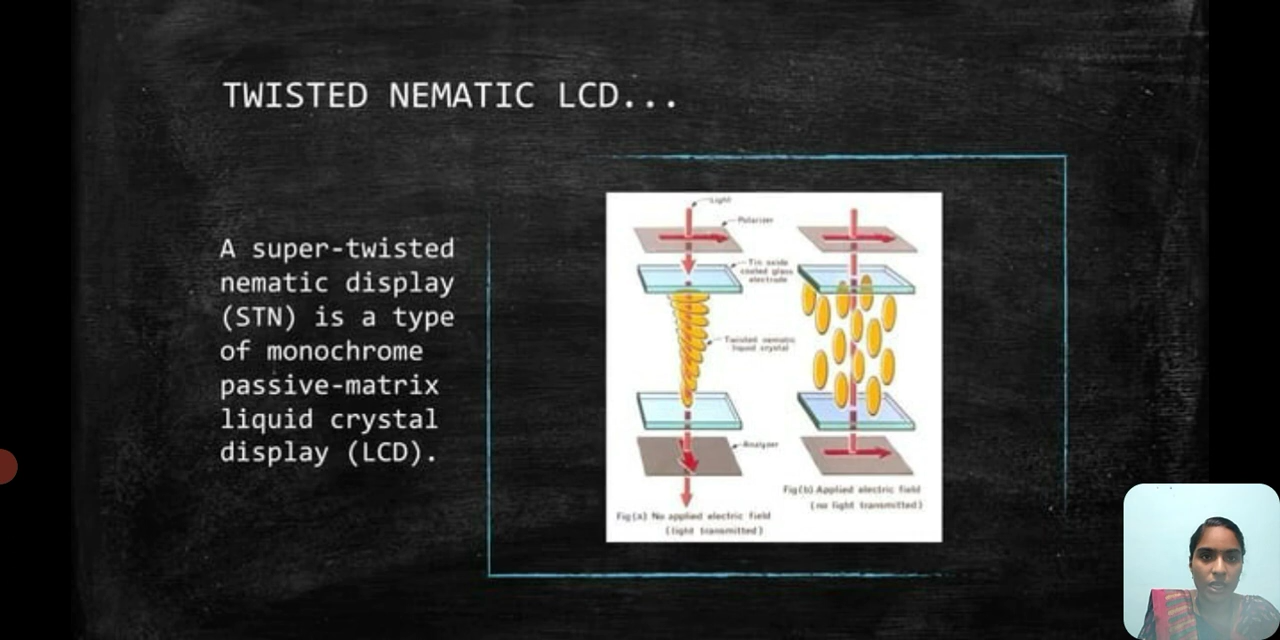 TWISTED NEMATIC LCD...
A super-twisted
nematic display
(STN) is a type
of monochrome
passive-matrix
liquid crystal
display (LCD).
Light
Polarizer
Tin oxide
coated glass
electrode
Twisted nematic
liquid crystal
Analyzer
Fig(a) No applied electric field
(light transmitted)
Fig(b) Applied electric field
(no light transmitted)